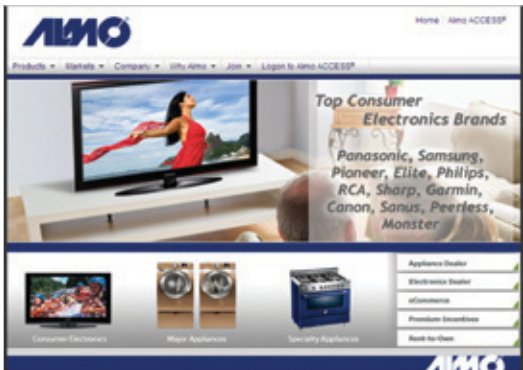 ALMO
Home Almo ACCESS®
Products Markets Company Why Almo Join Logon to Almo ACCESS®
Top Consumer
Electronics Brands
Panasonic, Samsung,
Pioneer, Elite, Philips,
RCA, Sharp, Garmin,
Canon, Sanus, Peerless,
Monster
Appliance Dealer
Electronics Dealer
eCommerce
Premium-Incentives
Rent-to-Own
Consumer Electronics
Major Appliances
Specialty Appliances
ALMO